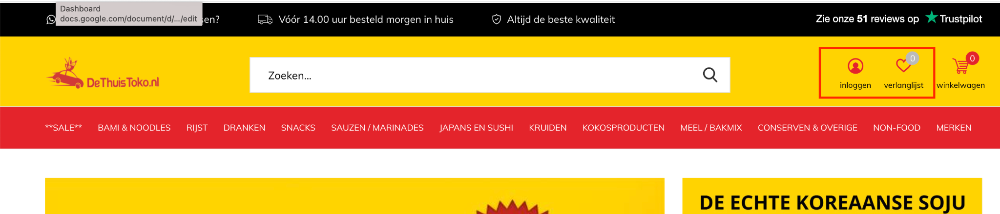 Dashboard
docs.google.com/document/d/.../edit
sen?
Vóór 14.00 uur besteld morgen in huis
Altijd de beste kwaliteit
Zie onze 51 reviews op Trustpilot
DeThuisToko.nl
Zoeken...
0
0
inloggen
verlanglijst
winkelwagen
**SALE** BAMI & NOODLES RIJST DRANKEN SNACKS SAUZEN / MARINADES JAPANS EN SUSHI KRUIDEN KOKOSPRODUCTEN MEEL / BAKMIX CONSERVEN & OVERIGE NON-FOOD MERKEN
DE ECHTE KOREAANSE SOJU